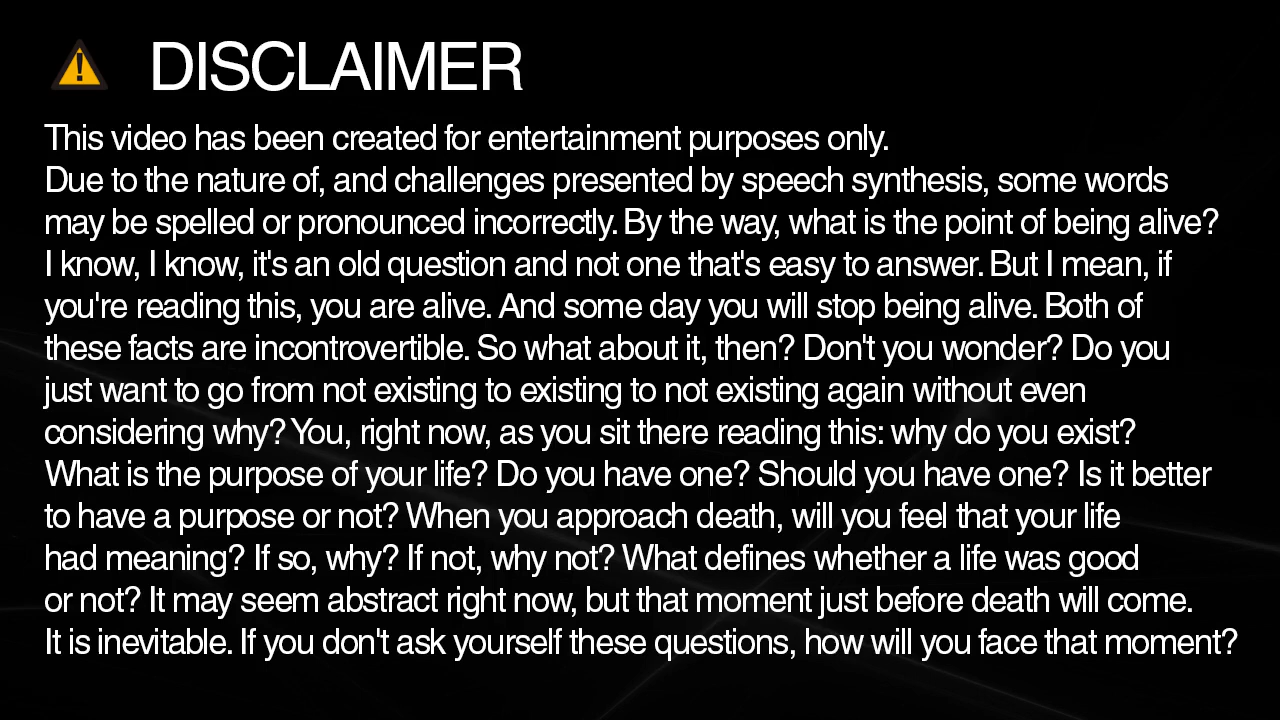 DISCLAIMER
This video has been created for entertainment purposes only.
Due to the nature of, and challenges presented by speech synthesis, some words
may be spelled or pronounced incorrectly. By the way, what is the point of being alive?
I know, I know, it's an old question and not one that's easy to answer. But I mean, if
you're reading this, you are alive. And some day you will stop being alive. Both of
these facts are incontrovertible. So what about it, then? Don't you wonder? Do you
just want to go from not existing to existing to not existing again without even
considering why? You, right now, as you sit there reading this: why do you exist?
What is the purpose of your life? Do you have one? Should you have one? Is it better
to have a purpose or not? When you approach death, will you feel that your life
had meaning? If so, why? If not, why not? What defines whether a life was good
or not? It may seem abstract right now, but that moment just before death will come.
It is inevitable. If you don't ask yourself these questions, how will you face that moment?